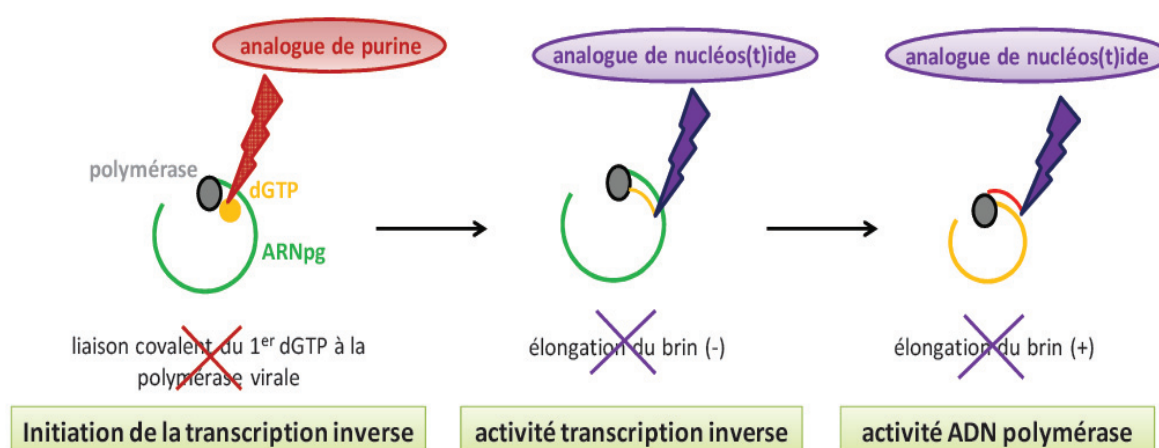 analogue de purine
analogue de nucléos(t)ide
analogue de nucléos(t)ide
polymérase
dGTP
ARNpg
liaison covalent du 1er dGTP à la
polymérase virale
élongation du brin (-)
élongation du brin (+)
Initiation de la transcription inverse
activité transcription inverse
activité ADN polymérase